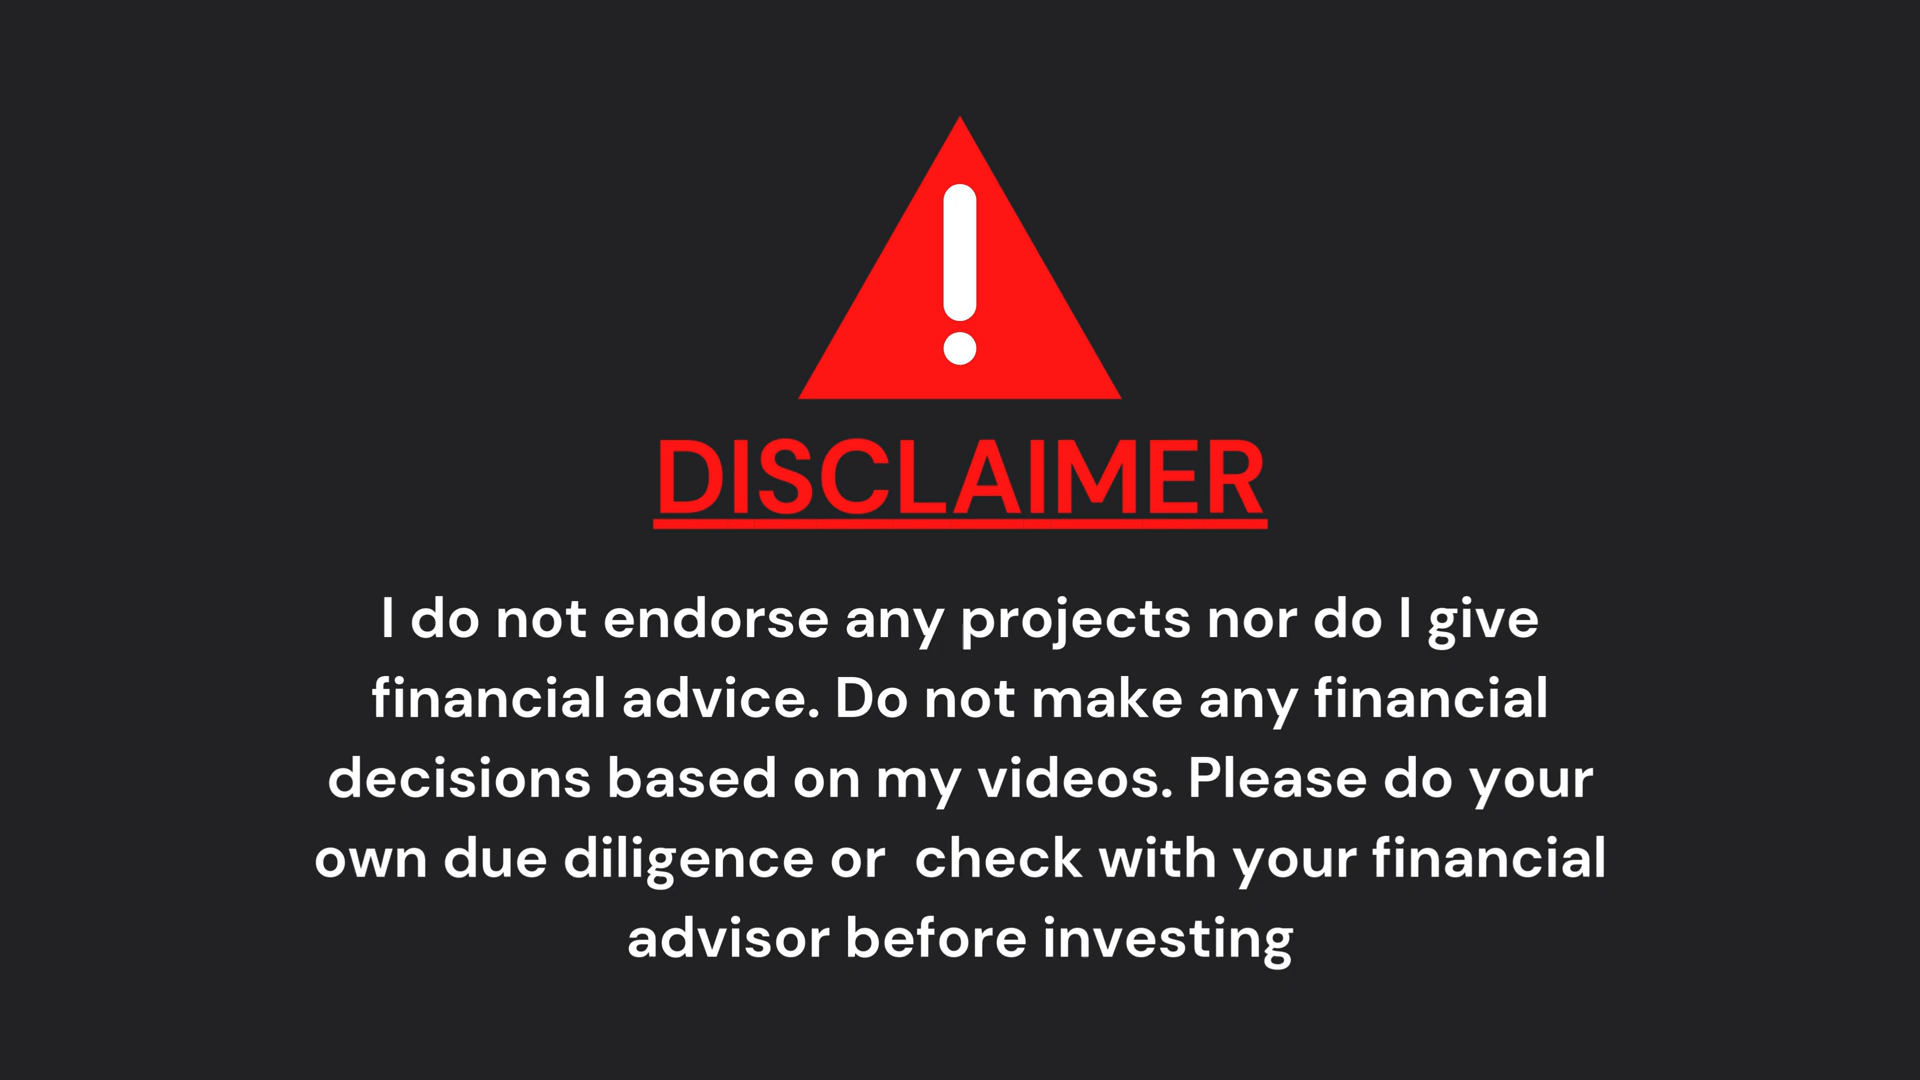 DISCLAIMER
I do not endorse any projects nor do I give
financial advice. Do not make any financial
decisions based on my videos. Please do your
own due diligence or  check with your financial
advisor before investing